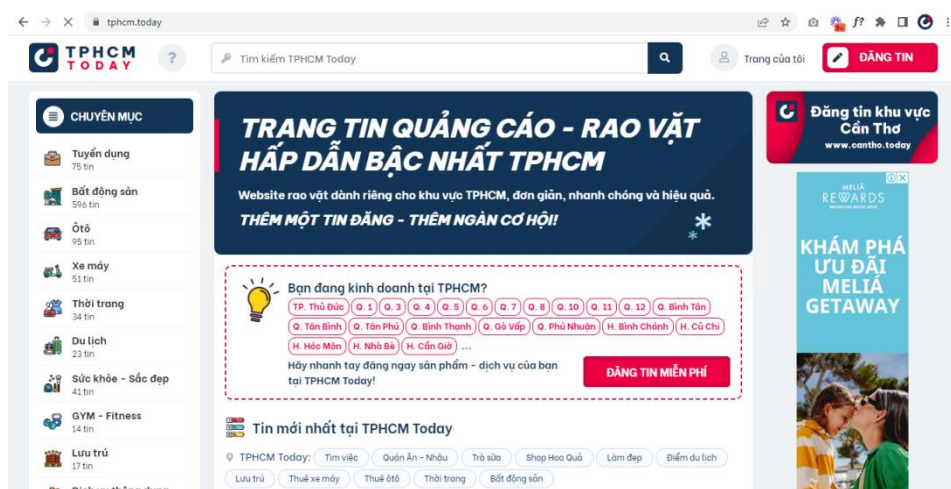 tphcm.today
TPHCM
TODAY
?
Tìm kiếm TPHCM Today
Trang của tôi
ĐĂNG TIN
CHUYÊN MỤC
Tuyển dụng
75 tin
Bất động sản
596 tin
Ôtô
95 tin
Xe máy
51 tin
Thời trang
34 tin
Du lịch
23 tin
Sức khỏe - Sắc đẹp
41 tin
GYM - Fitness
14 tin
Lưu trú
17 tin
TRANG TIN QUẢNG CÁO - RAO VẶT
HẤP DẪN BẬC NHẤT TPHCM
Website rao vặt dành riêng cho khu vực TPHCM, đơn giản, nhanh chóng và hiệu quả.
THÊM MỘT TIN ĐĂNG - THÊM NGÀN CƠ HỘI!
Bạn đang kinh doanh tại TPHCM?
TP. Thủ Đức Q. 1 Q. 3 Q. 4 Q. 5 Q. 6 Q. 7 Q. 8 Q. 10 Q. 11 Q. 12 Q. Bình Tân
Q. Tân Bình Q. Tân Phú Q. Bình Thạnh Q. Gò Vấp Q. Phú Nhuận H. Bình Chánh H. Củ Chi
H. Hóc Môn H. Nhà Bè H. Cần Giờ ...
Hãy nhanh tay đăng ngay sản phẩm - dịch vụ của bạn
tại TPHCM Today!
ĐĂNG TIN MIỄN PHÍ
Tin mới nhất tại TPHCM Today
TPHCM Today: Tìm việc Quán Ăn - Nhậu Trà sữa Shop Hoa Quả Làm đẹp Điểm du lịch
Lưu trú Thuê xe máy Thuê ôtô Thời trang Bất động sản
Đăng tin khu vực
Cần Thơ
www.cantho.today
MELIÁ
REWARDS
KHÁM PHÁ
ƯU ĐÃI
MELIÁ
GETAWAY